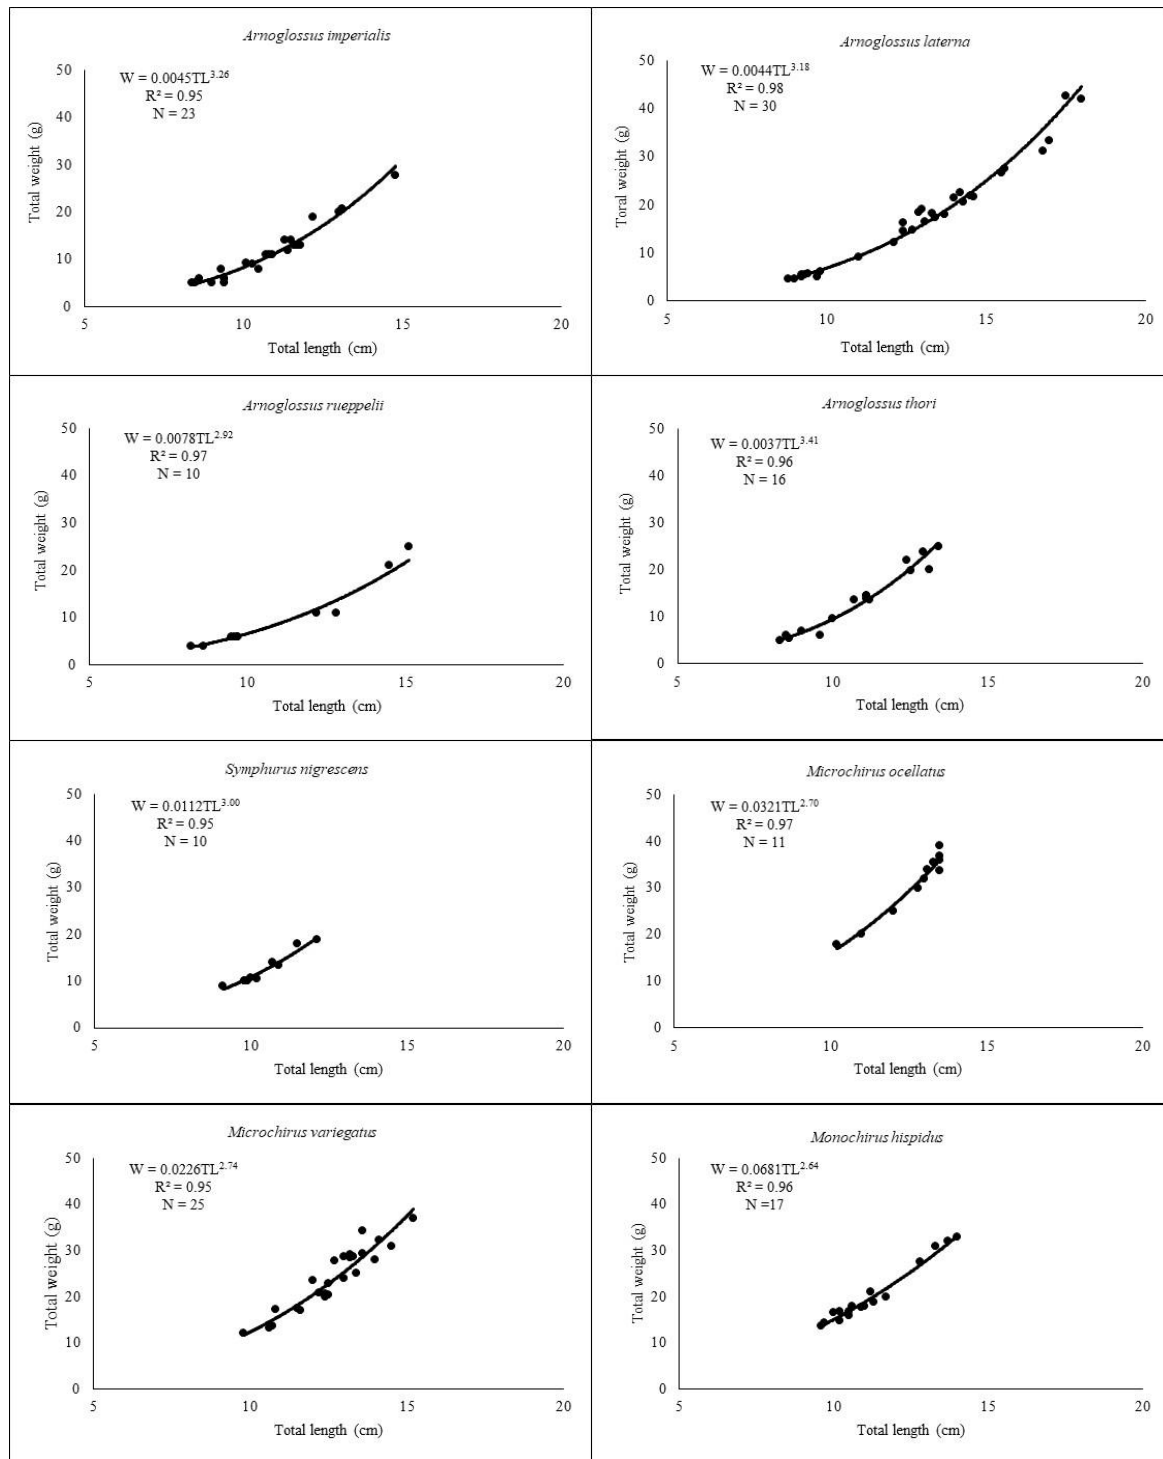 Arnoglossus imperialis
W = 0.0045TL^3.26
R² = 0.95
N = 23
50
40
30
20
10
0
Total weight (g)
5 10 15 20
Total length (cm)
Arnoglossus laterna
W = 0.0044TL^3.18
R² = 0.98
N = 30
50
40
30
20
10
0
Toral weight (g)
5 10 15 20
Total length (cm)
Arnoglossus rueppelii
W = 0.0078TL^2.92
R² = 0.97
N = 10
50
40
30
20
10
0
Total weight (g)
5 10 15 20
Total length (cm)
Arnoglossus thori
W = 0.0037TL^3.41
R² = 0.96
N = 16
50
40
30
20
10
0
Total weight (g)
5 10 15 20
Total length (cm)
Symphurus nigrescens
W = 0.0112TL^3.00
R² = 0.95
N = 10
50
40
30
20
10
0
Total weight (g)
5 10 15 20
Total length (cm)
Microchirus ocellatus
W = 0.0321TL^2.70
R² = 0.97
N = 11
50
40
30
20
10
0
Total weight (g)
5 10 15 20
Total length (cm)
Microchirus variegatus
W = 0.0226TL^2.74
R² = 0.95
N = 25
50
40
30
20
10
0
Total weight (g)
5 10 15 20
Total length (cm)
Monochirus hispidus
W = 0.0681TL^2.64
R² = 0.96
N =17
50
40
30
20
10
0
Total weight (g)
5 10 15 20
Total length (cm)